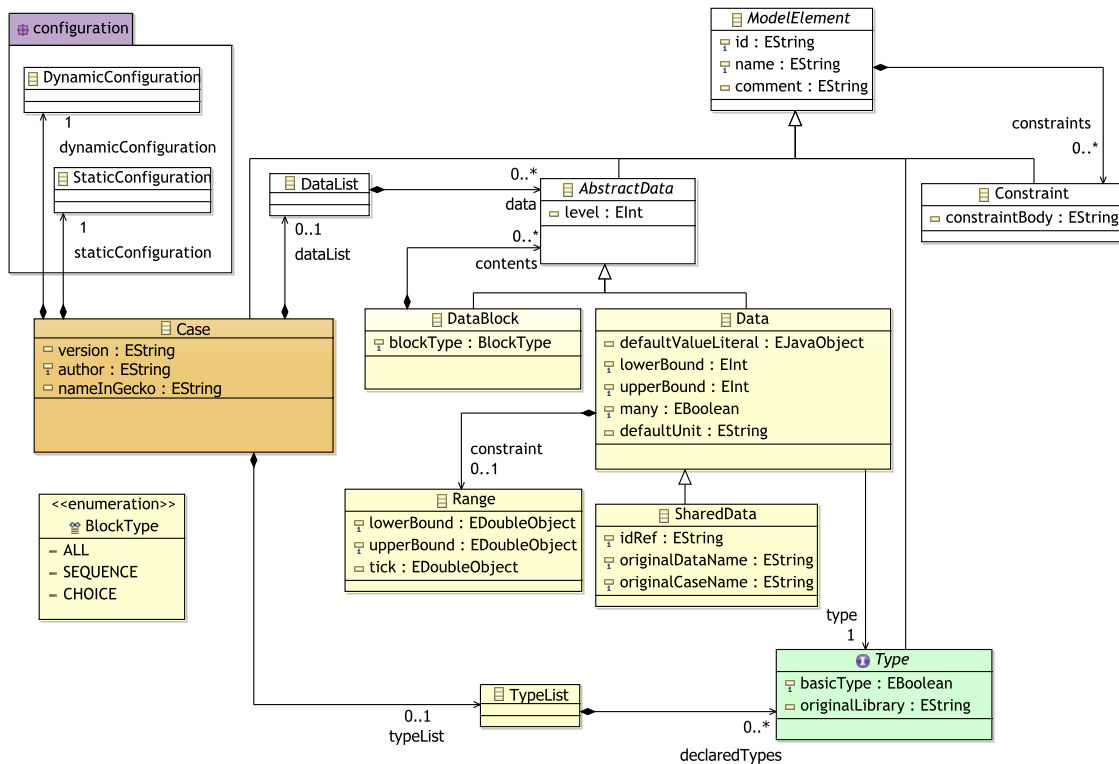 configuration
DynamicConfiguration
1
dynamicConfiguration
StaticConfiguration
1
staticConfiguration
ModelElement
id : EString
name : EString
comment : EString
constraints
0..*
Constraint
constraintBody : EString
DataList
0..1
dataList
0..*
data
AbstractData
level : EInt
0..*
contents
Case
version : EString
author : EString
nameInGecko : EString
DataBlock
blockType : BlockType
Data
defaultValueLiteral : EJavaObject
lowerBound : EInt
upperBound : EInt
many : EBoolean
defaultUnit : EString
constraint
0..1
Range
lowerBound : EDoubleObject
upperBound : EDoubleObject
tick : EDoubleObject
SharedData
idRef : EString
originalDataName : EString
originalCaseName : EString
<<enumeration>>
BlockType
ALL
SEQUENCE
CHOICE
type
1
Type
basicType : EBoolean
originalLibrary : EString
TypeList
0..1
typeList
0..*
declaredTypes